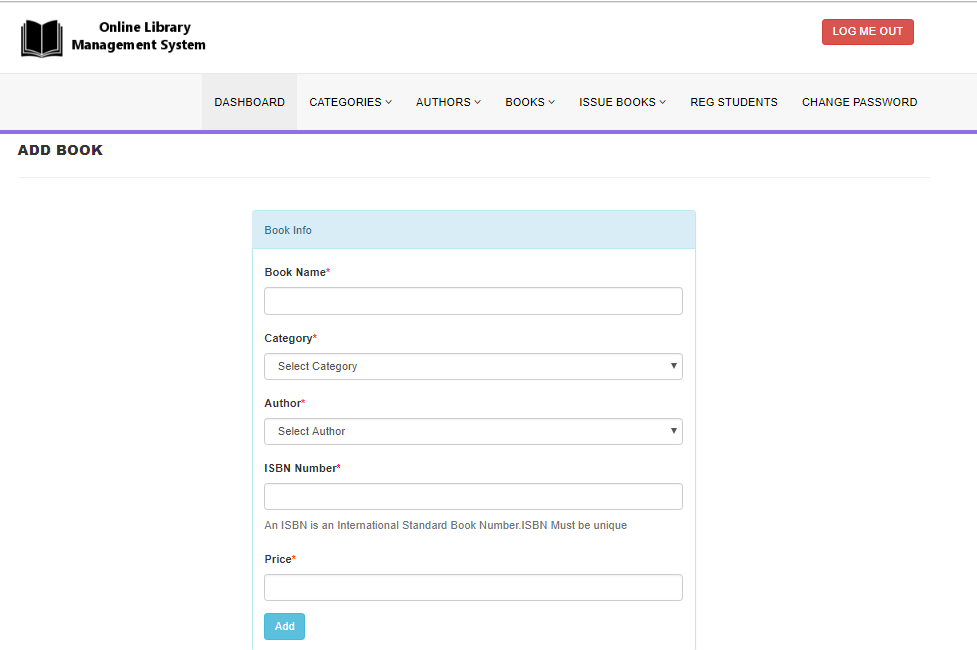 Online Library
Management System
LOG ME OUT
DASHBOARD CATEGORIES AUTHORS BOOKS ISSUE BOOKS REG STUDENTS CHANGE PASSWORD
ADD BOOK
Book Info
Book Name*
Category*
Select Category
Author*
Select Author
ISBN Number*
An ISBN is an International Standard Book Number.ISBN Must be unique
Price*
Add